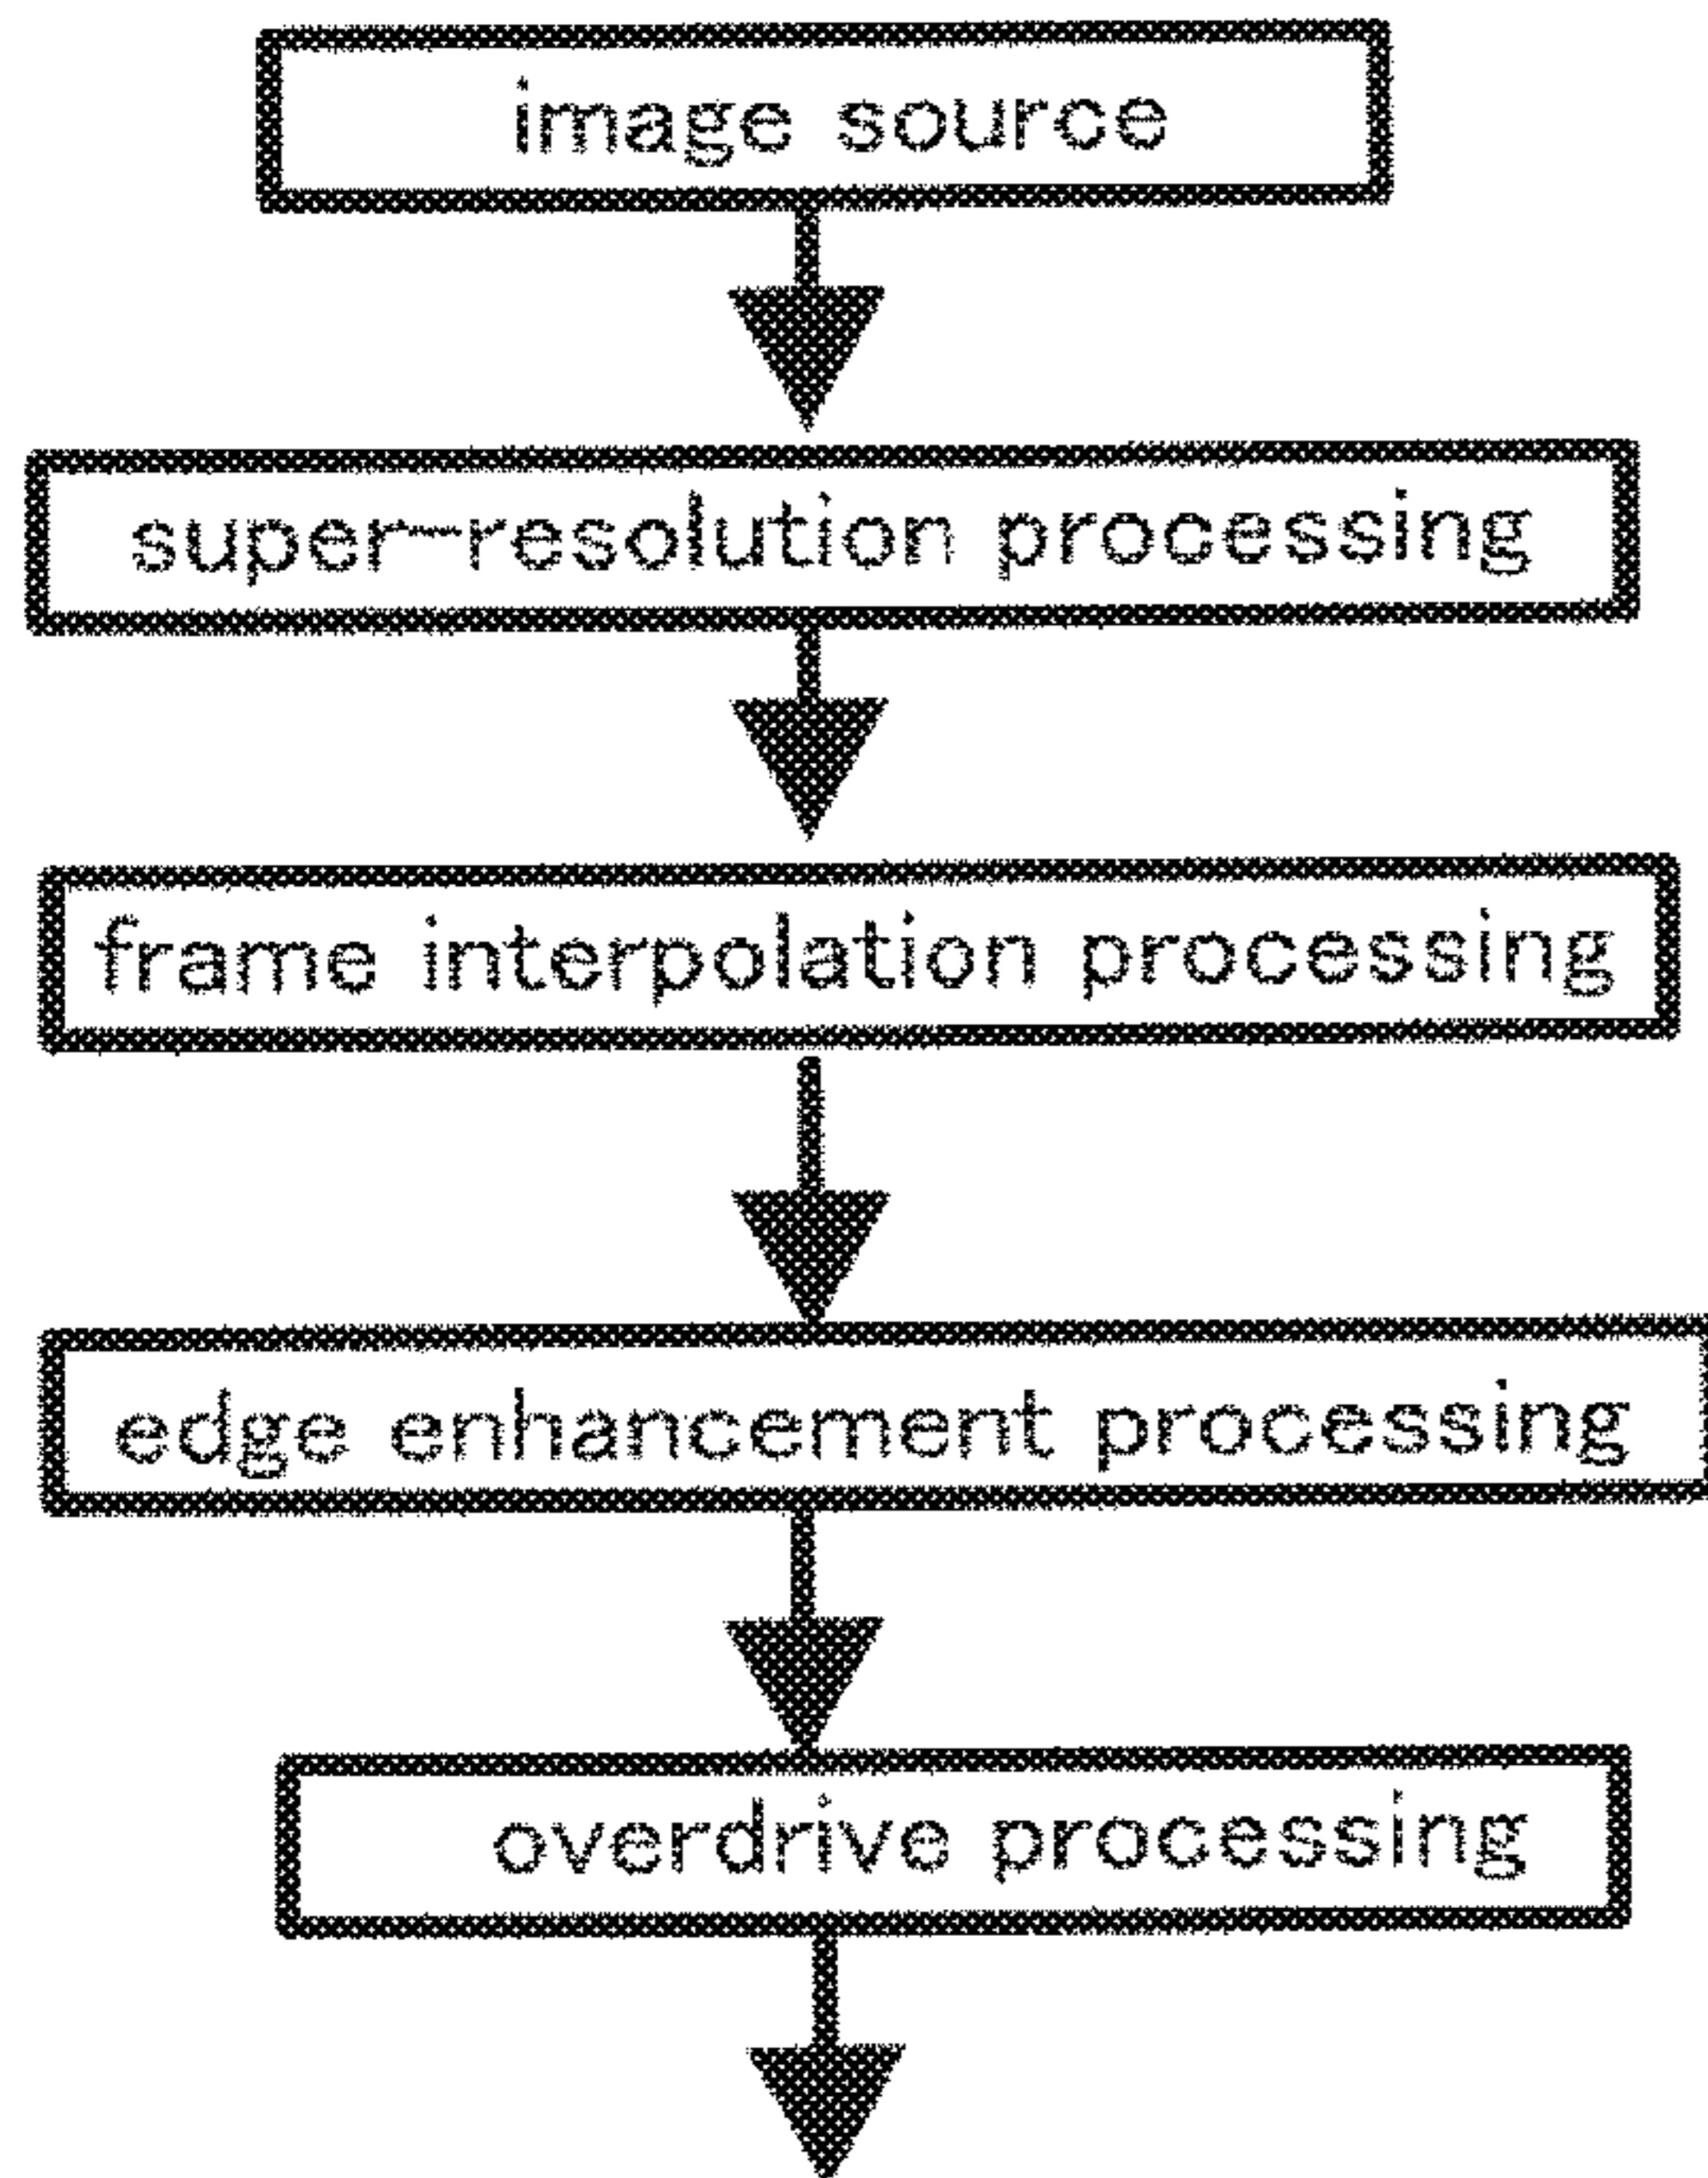 image source
super-resolution processing
frame interpolation processing
edge enhancement processing
overdrive processing